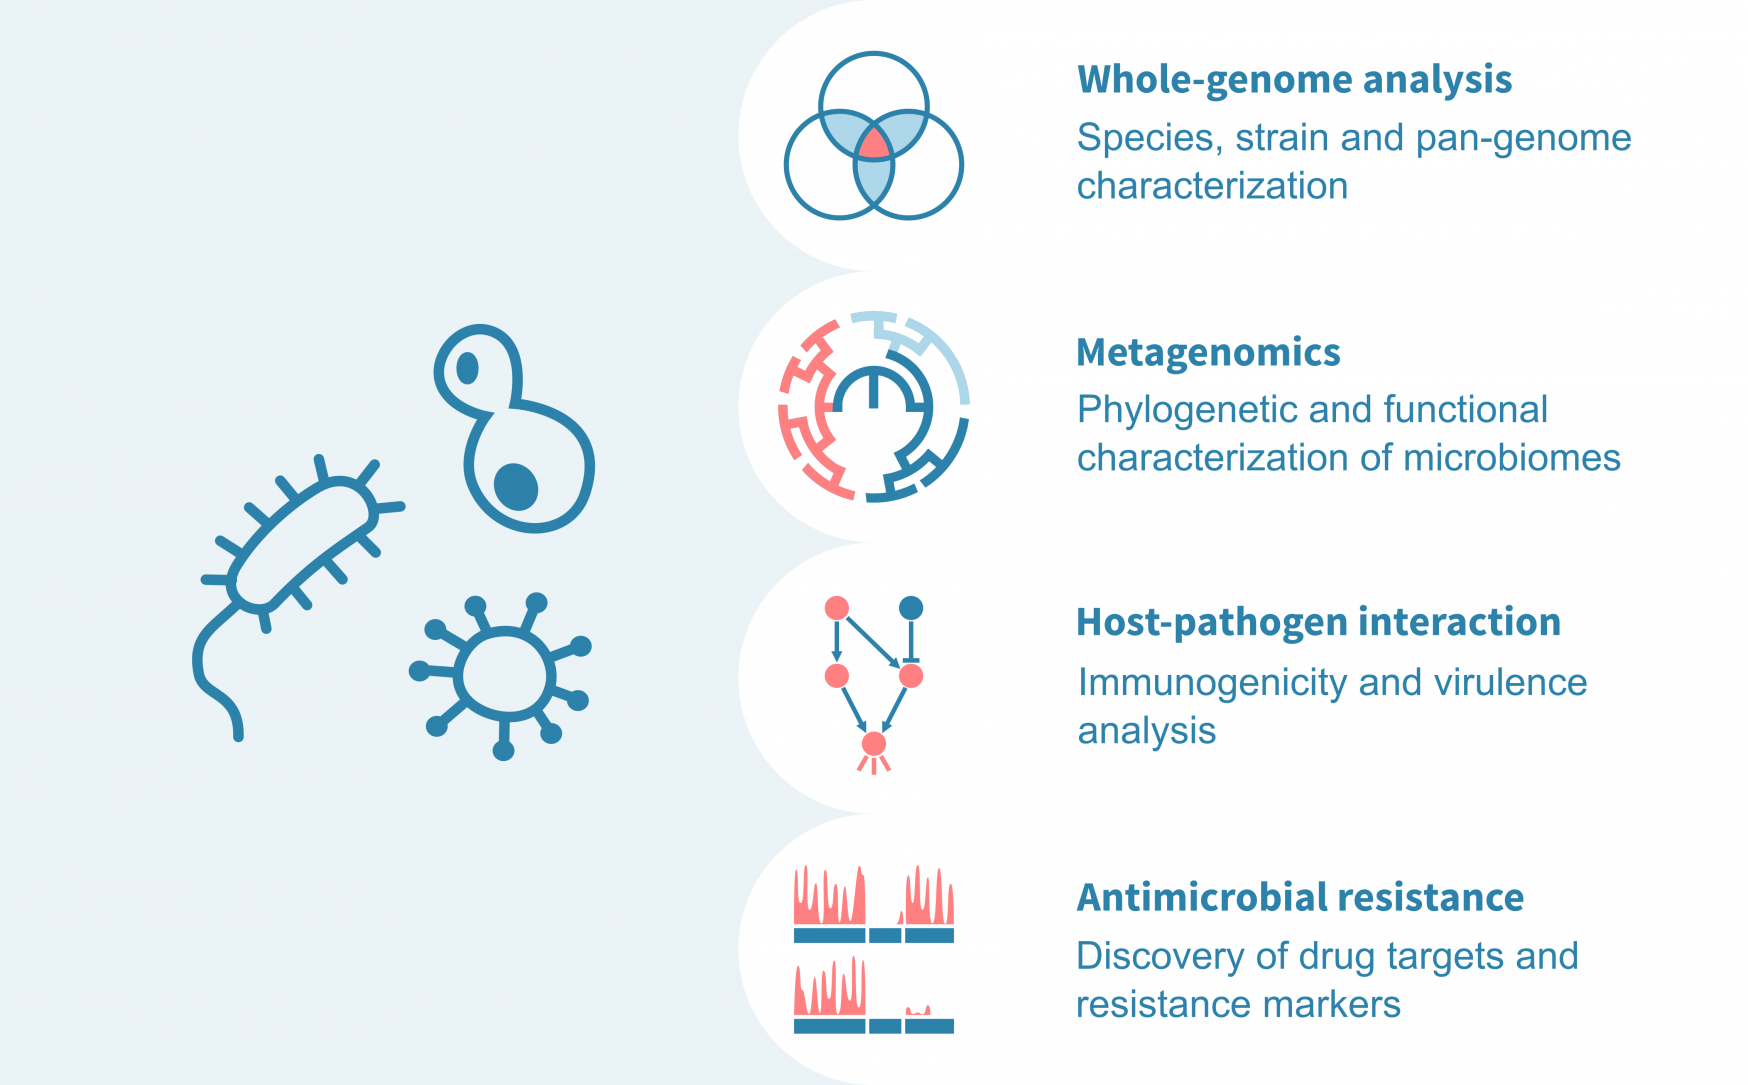 Whole-genome analysis
Species, strain and pan-genome
characterization
Metagenomics
Phylogenetic and functional
characterization of microbiomes
Host-pathogen interaction
Immunogenicity and virulence
analysis
Antimicrobial resistance
Discovery of drug targets and
resistance markers